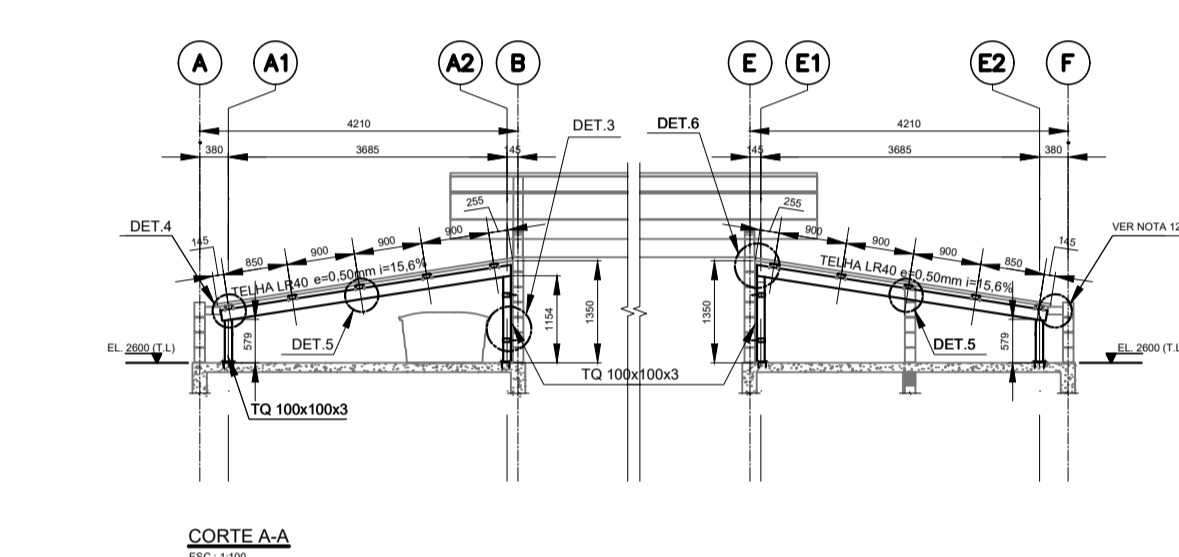 A A1 A2 B E E1 E2 F
4210 4210
DET.3 DET.6
380 3685 145 145 3685 380
255 255
DET.4 VER NOTA 12
145 850 900 900 900 900 900 900 850 145
TELHA LR40 e=0,50mm i=15,6% TELHA LR40 e=0,50mm i=15,6%
579 1154 1350 1350 579
EL. 2600 (T.L) DET.5 DET.5 EL. 2600 (T.L
TQ 100x100x3
TQ 100x100x3
CORTE A-A
ESC.: 1:100